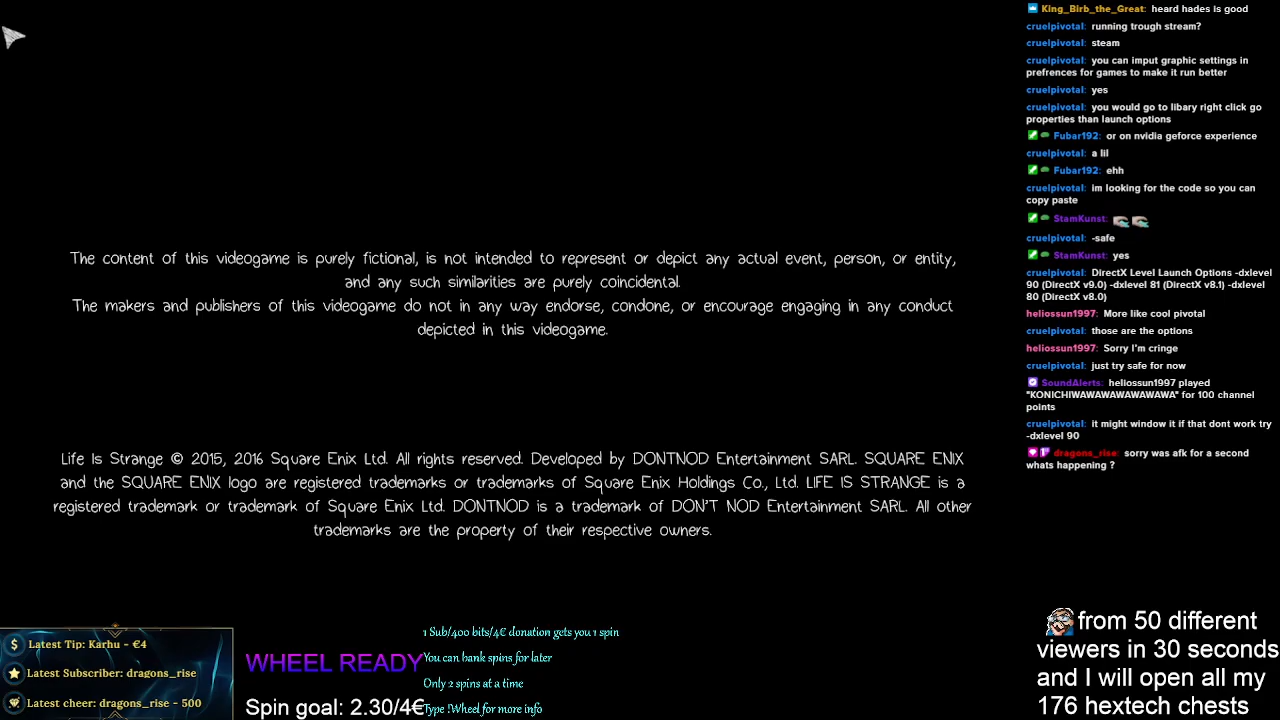 The content of this videogame is purely fictional, is not intended to represent or depict any actual event, person, or entity,
and any such similarities are purely coincidental.
The makers and publishers of this videogame do not in any way endorse, condone, or encourage engaging in any conduct
depicted in this videogame.
Life Is Strange © 2015, 2016 Square Enix Ltd. All rights reserved. Developed by DONTNOD Entertainment SARL. SQUARE ENIX
and the SQUARE ENIX logo are registered trademarks or trademarks of Square Enix Holdings Co., Ltd. LIFE IS STRANGE is a
registered trademark or trademark of Square Enix Ltd. DONTNOD is a trademark of DON'T NOD Entertainment SARL. All other
trademarks are the property of their respective owners.
King_Birb_the_Great: heard hades is good
cruelpivotal: running trough stream?
cruelpivotal: steam
cruelpivotal: you can imput graphic settings in
prefrences for games to make it run better
cruelpivotal: yes
cruelpivotal: you would go to libary right click go
properties than launch options
Fubar192: or on nvidia geforce experience
cruelpivotal: a lil
Fubar192: ehh
cruelpivotal: im looking for the code so you can
copy paste
StamKunst:
cruelpivotal: -safe
StamKunst: yes
cruelpivotal: DirectX Level Launch Options -dxlevel
90 (DirectX v9.0) -dxlevel 81 (DirectX v8.1) -dxlevel
80 (DirectX v8.0)
heliossun1997: More like cool pivotal
cruelpivotal: those are the options
heliossun1997: Sorry I'm cringe
cruelpivotal: just try safe for now
SoundAlerts: heliossun1997 played
"KONICHIWAWAWAWAWAWAWA" for 100 channel
points
cruelpivotal: it might window it if that dont work try
-dxlevel 90
dragons_rise: sorry was afk for a second
whats happening ?
$ Latest Tip: Karhu - €4
Latest Subscriber: dragons_rise
Latest cheer: dragons_rise - 500
WHEEL READY
Spin goal: 2.30/4€
1 Sub/400 bits/4€ donation gets you 1 spin
You can bank spins for later
Only 2 spins at a time
Type !Wheel for more info
from 50 different
viewers in 30 seconds
and I will open all my
176 hextech chests